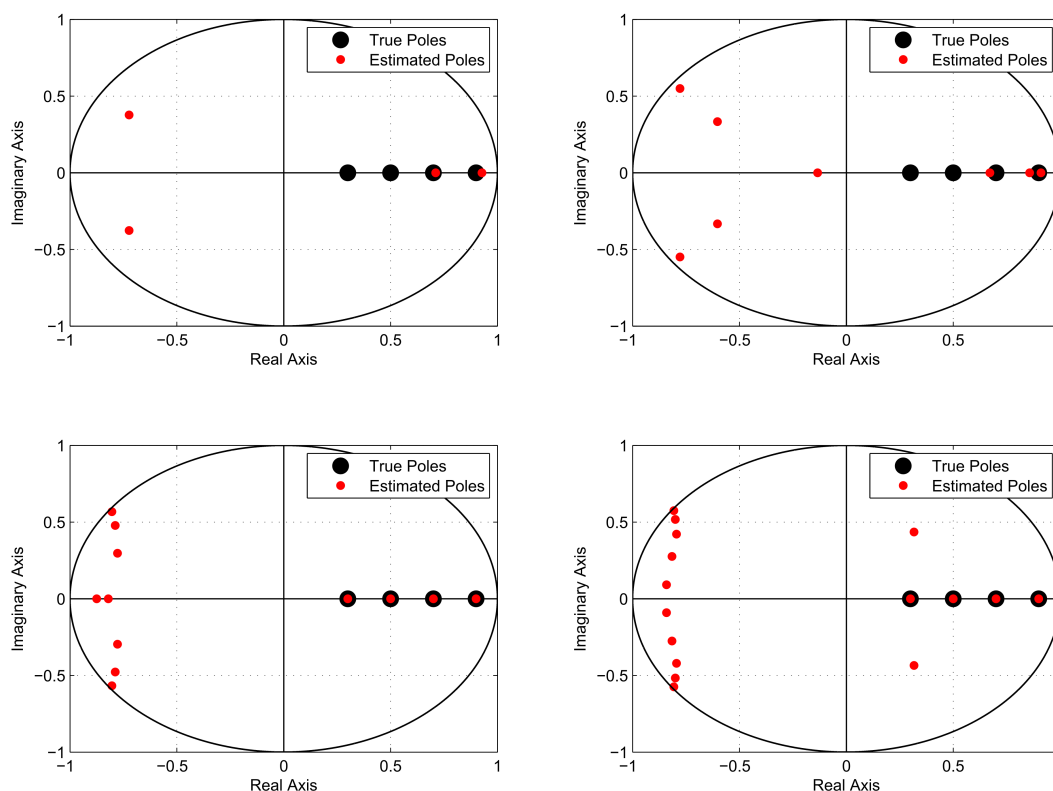 1
True Poles
Estimated Poles
0.5
Imaginary Axis
0
−0.5
−1
−1 −0.5 0 0.5 1
Real Axis
1
True Poles
Estimated Poles
0.5
Imaginary Axis
0
−0.5
−1
−1 −0.5 0 0.5
Real Axis
1
True Poles
Estimated Poles
0.5
Imaginary Axis
0
−0.5
−1
−1 −0.5 0 0.5 1
Real Axis
1
True Poles
Estimated Poles
0.5
Imaginary Axis
0
−0.5
−1
−1 −0.5 0 0.5
Real Axis